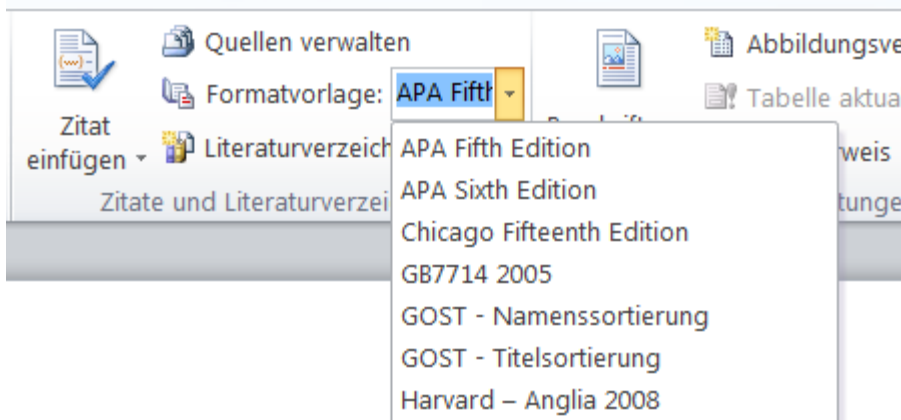 Zitat
einfügen
Quellen verwalten
Formatvorlage: APA Fifth
Literaturverzeich
Zitate und Literaturverzei
APA Fifth Edition
APA Sixth Edition
Chicago Fifteenth Edition
GB7714 2005
GOST - Namenssortierung
GOST - Titelsortierung
Harvard – Anglia 2008
Abbildungsve
Tabelle aktua
weis
tunge